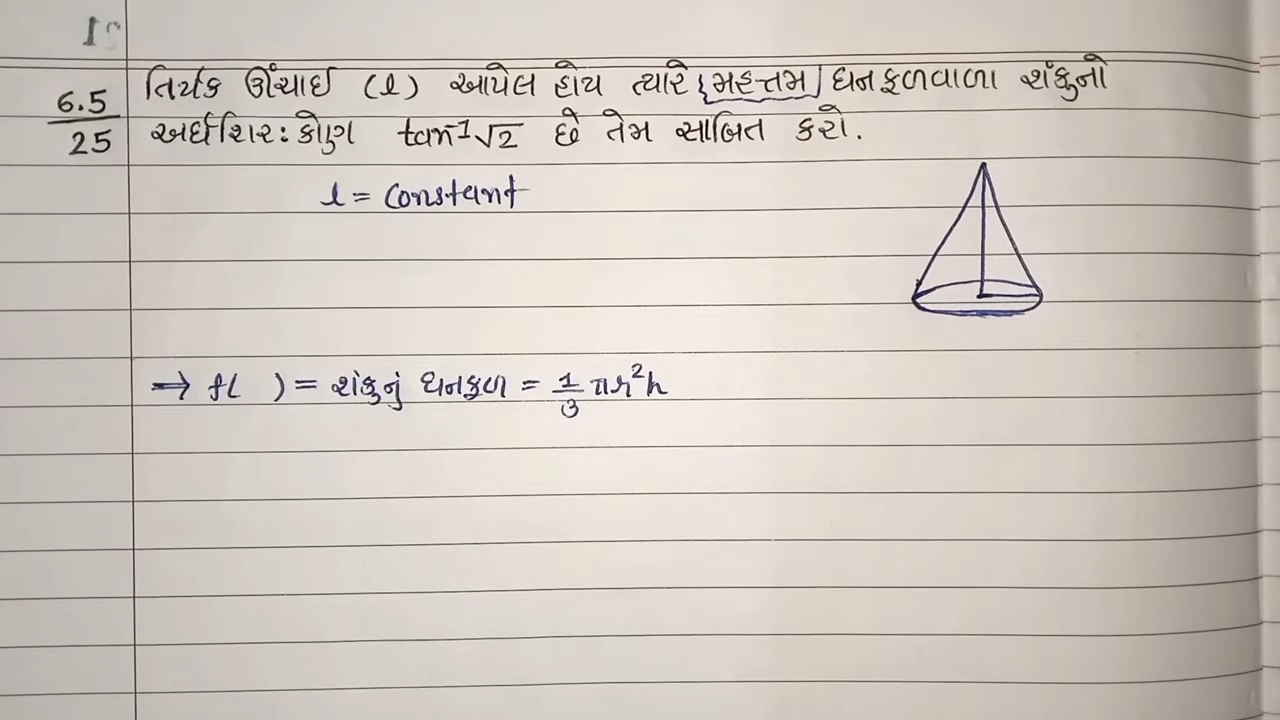 6.5
25
તિર્યક ઊંચાઈ (l) આપેલ હોય ત્યારે મહત્તમ ઘનફળવાળા શંકુનો
અર્ધશિરઃકોણ tan⁻¹√2 છે તેમ સાબિત કરો.
l = constant
⇒ f( ) = શંકુનું ઘનફળ = 1/3 πr²h